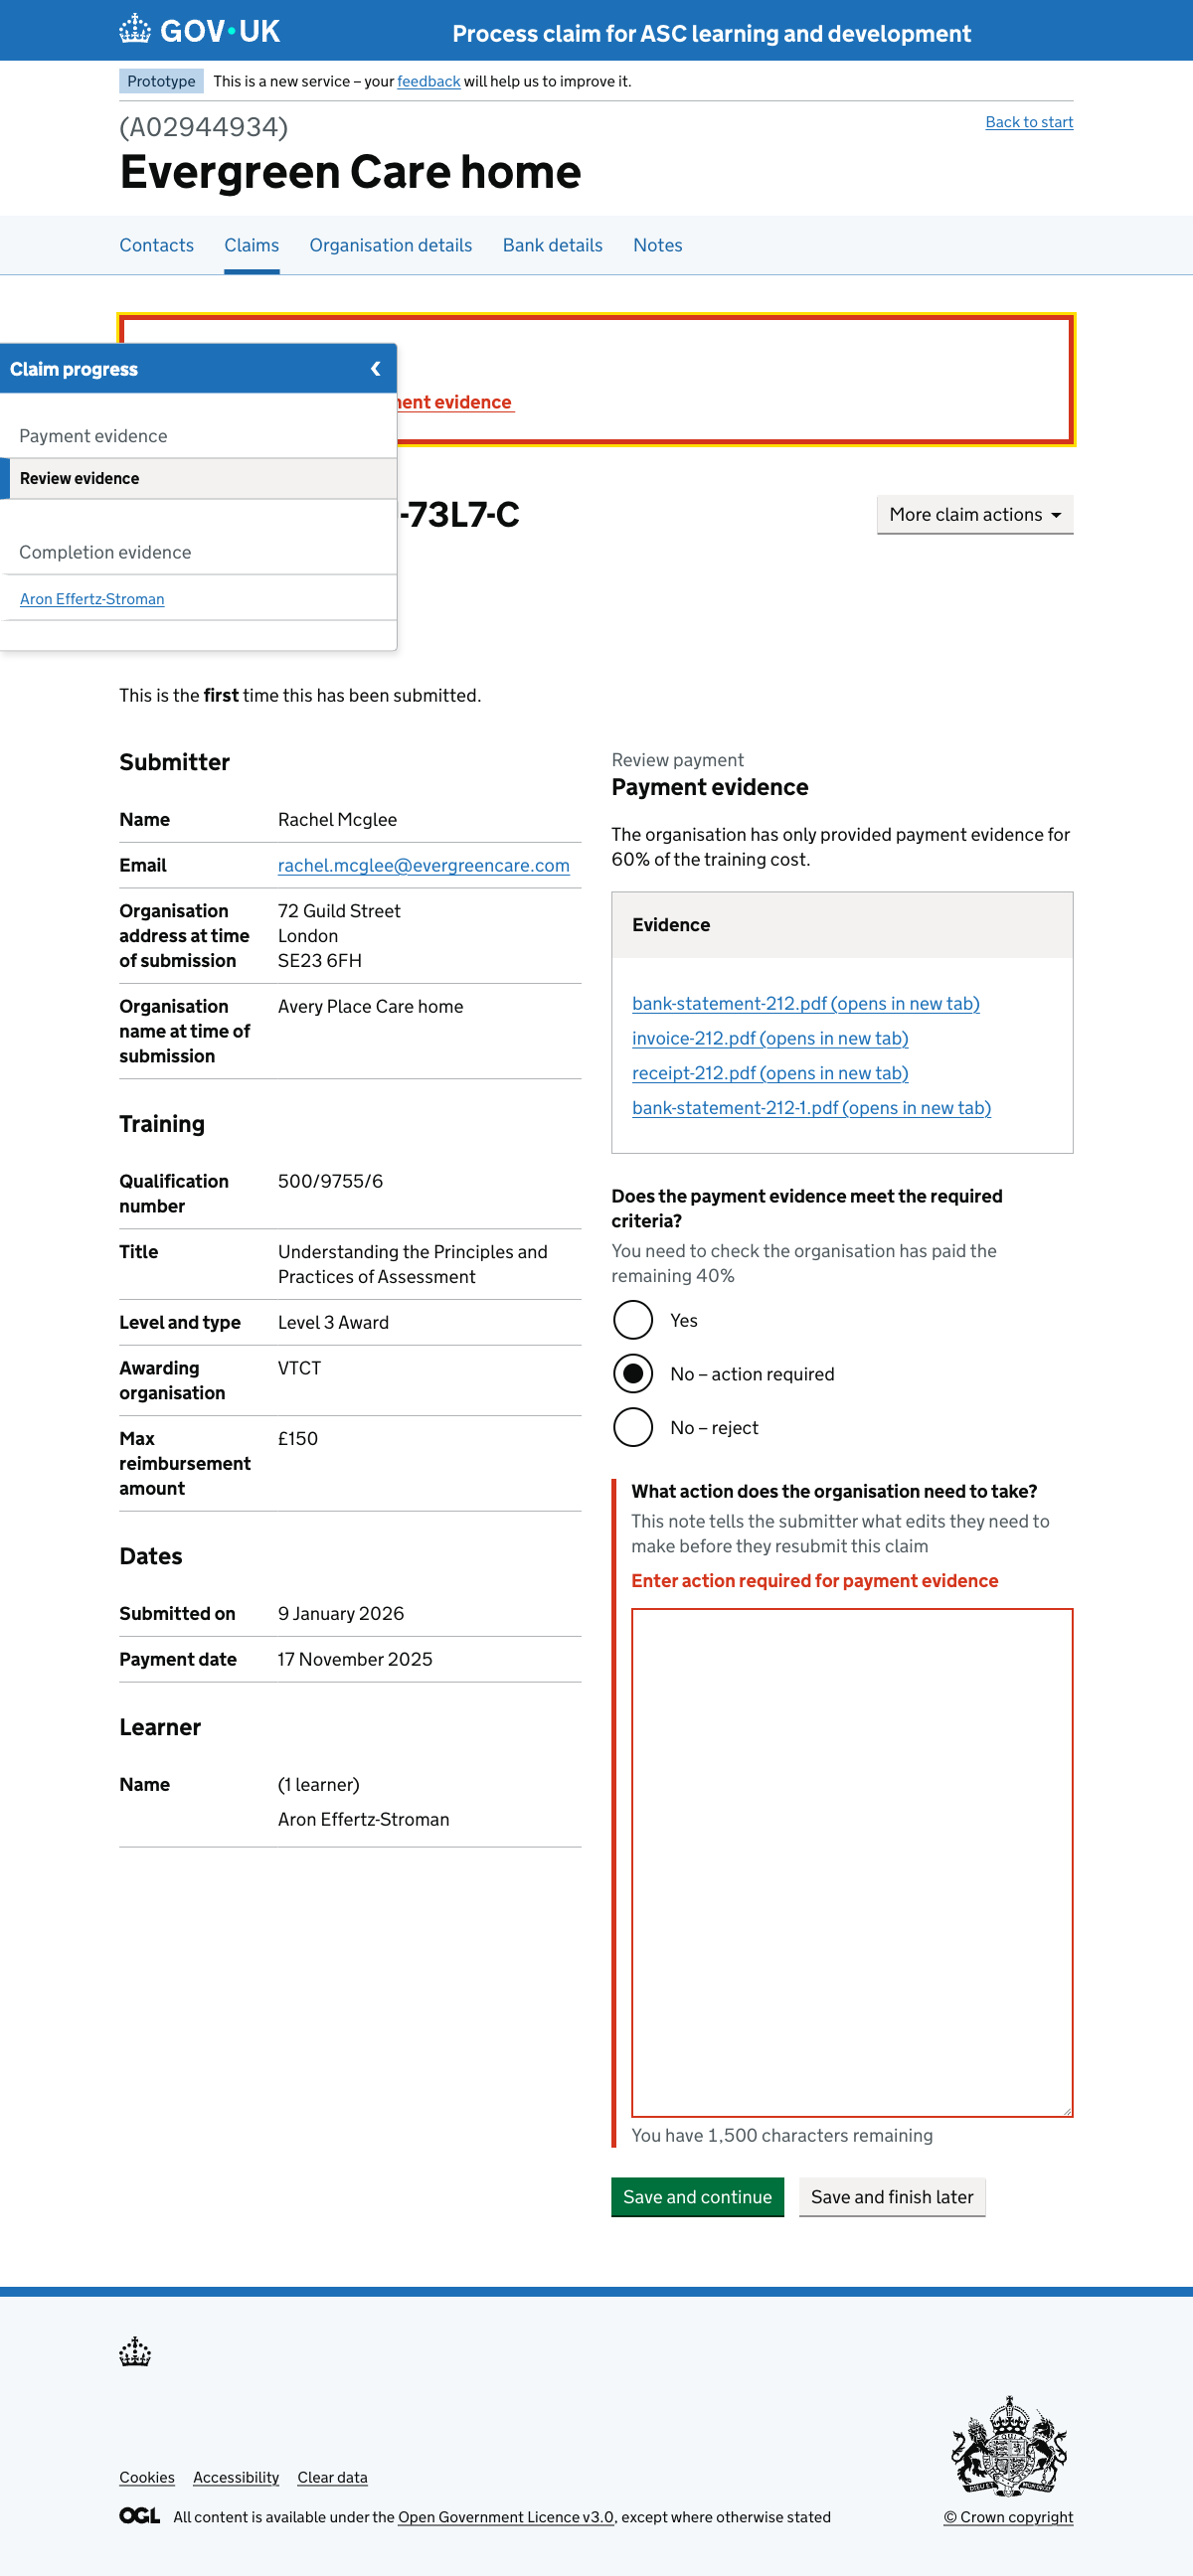 GOV·UK
Process claim for ASC learning and development
Prototype
This is a new service – your feedback will help us to improve it.
(A02944934)
Back to start
Evergreen Care home
Contacts
Claims
Organisation details
Bank details
Notes
Claim progress
evidence
Payment evidence
Review evidence
-73L7-C
More claim actions
Completion evidence
Aron Effertz-Stroman
This is the first time this has been submitted.
Submitter
Name
Rachel Mcglee
Email
rachel.mcglee@evergreencare.com
Organisation
address at time
of submission
72 Guild Street
London
SE23 6FH
Organisation
name at time of
submission
Avery Place Care home
Training
Qualification
number
500/9755/6
Title
Understanding the Principles and
Practices of Assessment
Level and type
Level 3 Award
Awarding
organisation
VTCT
Max
reimbursement
amount
£150
Dates
Submitted on
9 January 2026
Payment date
17 November 2025
Learner
Name
(1 learner)
Aron Effertz-Stroman
Review payment
Payment evidence
The organisation has only provided payment evidence for
60% of the training cost.
Evidence
bank-statement-212.pdf (opens in new tab)
invoice-212.pdf (opens in new tab)
receipt-212.pdf (opens in new tab)
bank-statement-212-1.pdf (opens in new tab)
Does the payment evidence meet the required
criteria?
You need to check the organisation has paid the
remaining 40%
Yes
No – action required
No – reject
What action does the organisation need to take?
This note tells the submitter what edits they need to
make before they resubmit this claim
Enter action required for payment evidence
You have 1,500 characters remaining
Save and continue
Save and finish later
Cookies
Accessibility
Clear data
OGL
All content is available under the Open Government Licence v3.0, except where otherwise stated
© Crown copyright